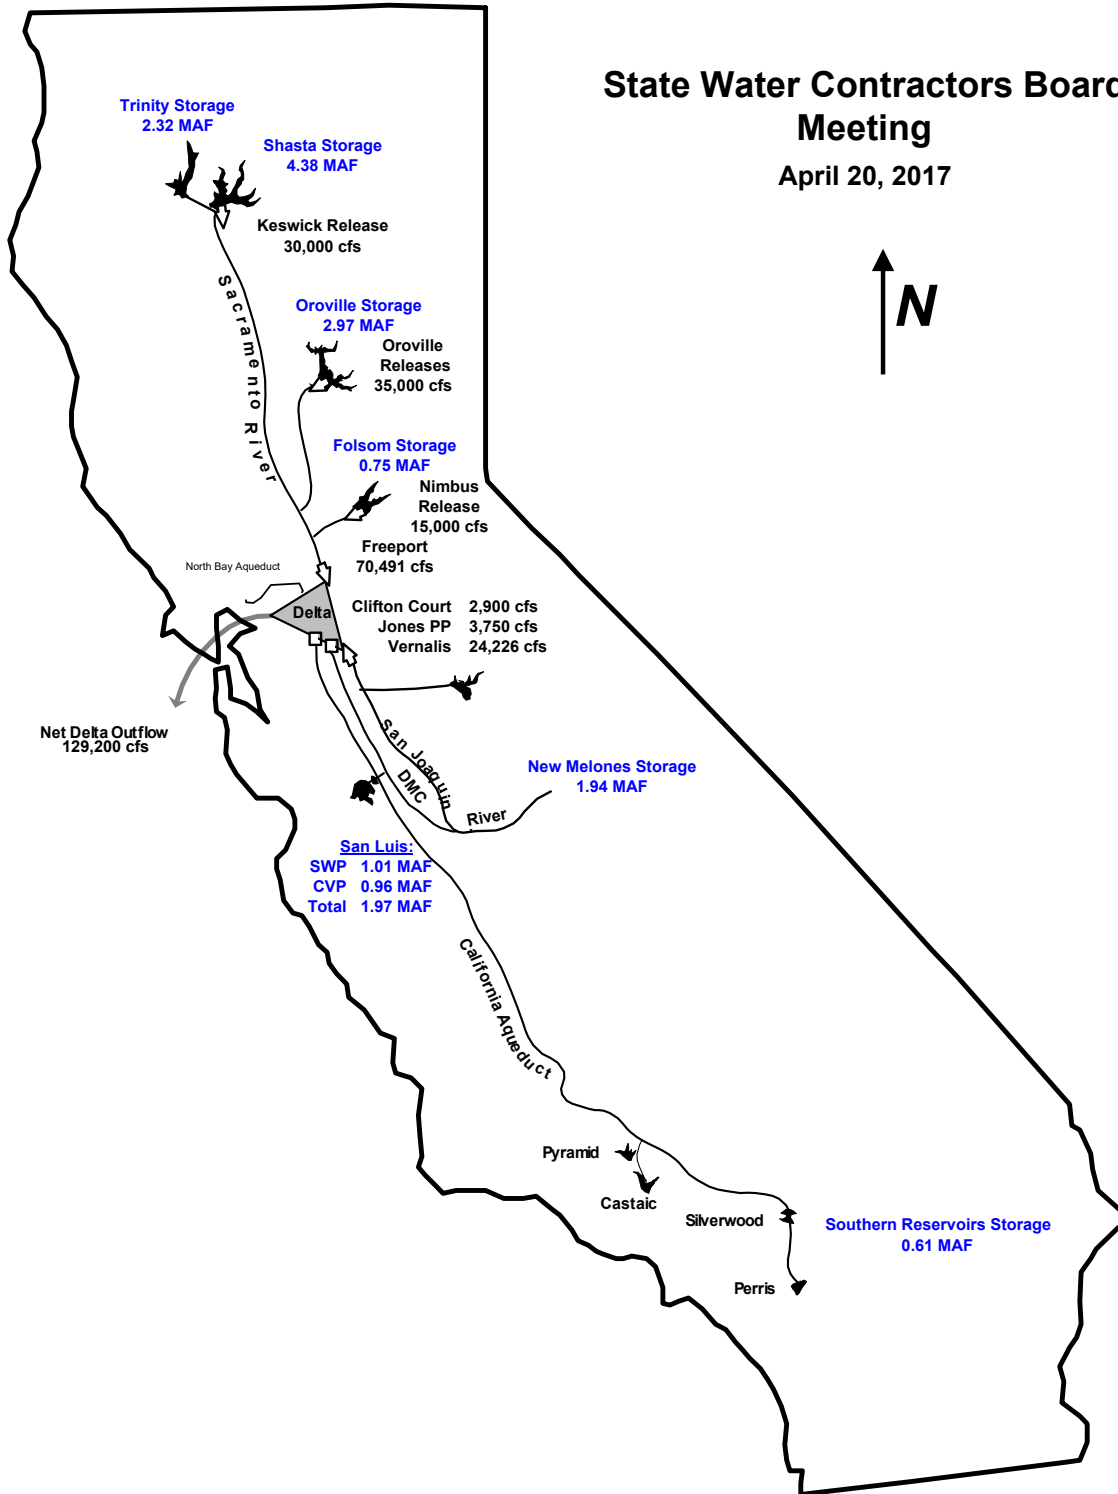 State Water Contractors Board
Meeting
April 20, 2017
N
Trinity Storage
2.32 MAF
Shasta Storage
4.38 MAF
Keswick Release
30,000 cfs
Sacramento River
Oroville Storage
2.97 MAF
Oroville
Releases
35,000 cfs
Folsom Storage
0.75 MAF
Nimbus
Release
15,000 cfs
Freeport
70,491 cfs
North Bay Aqueduct
Delta
Clifton Court 2,900 cfs
Jones PP 3,750 cfs
Vernalis 24,226 cfs
Net Delta Outflow
129,200 cfs
San Joaquin
River
DMC
New Melones Storage
1.94 MAF
San Luis:
SWP 1.01 MAF
CVP 0.96 MAF
Total 1.97 MAF
California Aqueduct
Pyramid
Castaic
Silverwood
Perris
Southern Reservoirs Storage
0.61 MAF